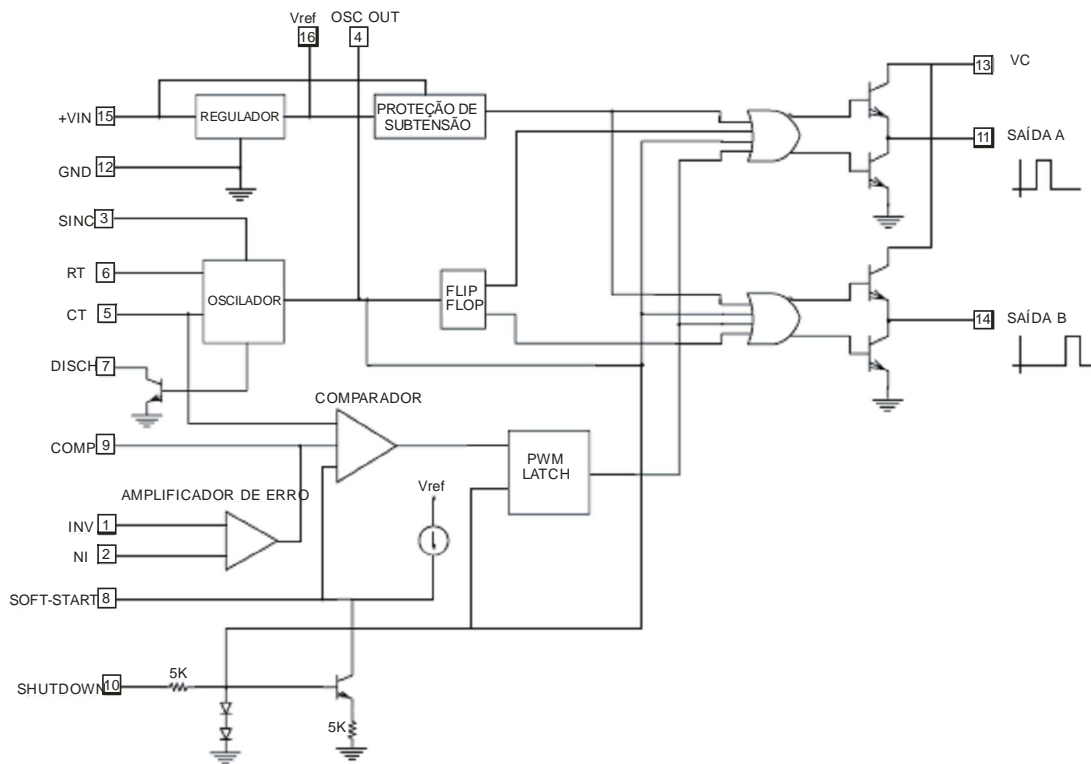 Vref
OSC OUT
16
4
13
VC
+VIN
15
REGULADOR
PROTEÇÃO DE
SUBTENSÃO
11
SAÍDA A
GND
12
SINC
3
RT
6
OSCILADOR
FLIP
FLOP
CT
5
14
SAÍDA B
DISCH
7
COMPARADOR
COMP
9
PWM
LATCH
Vref
AMPLIFICADOR DE ERRO
INV
1
NI
2
SOFT-START
8
5K
SHUTDOWN
10
5K